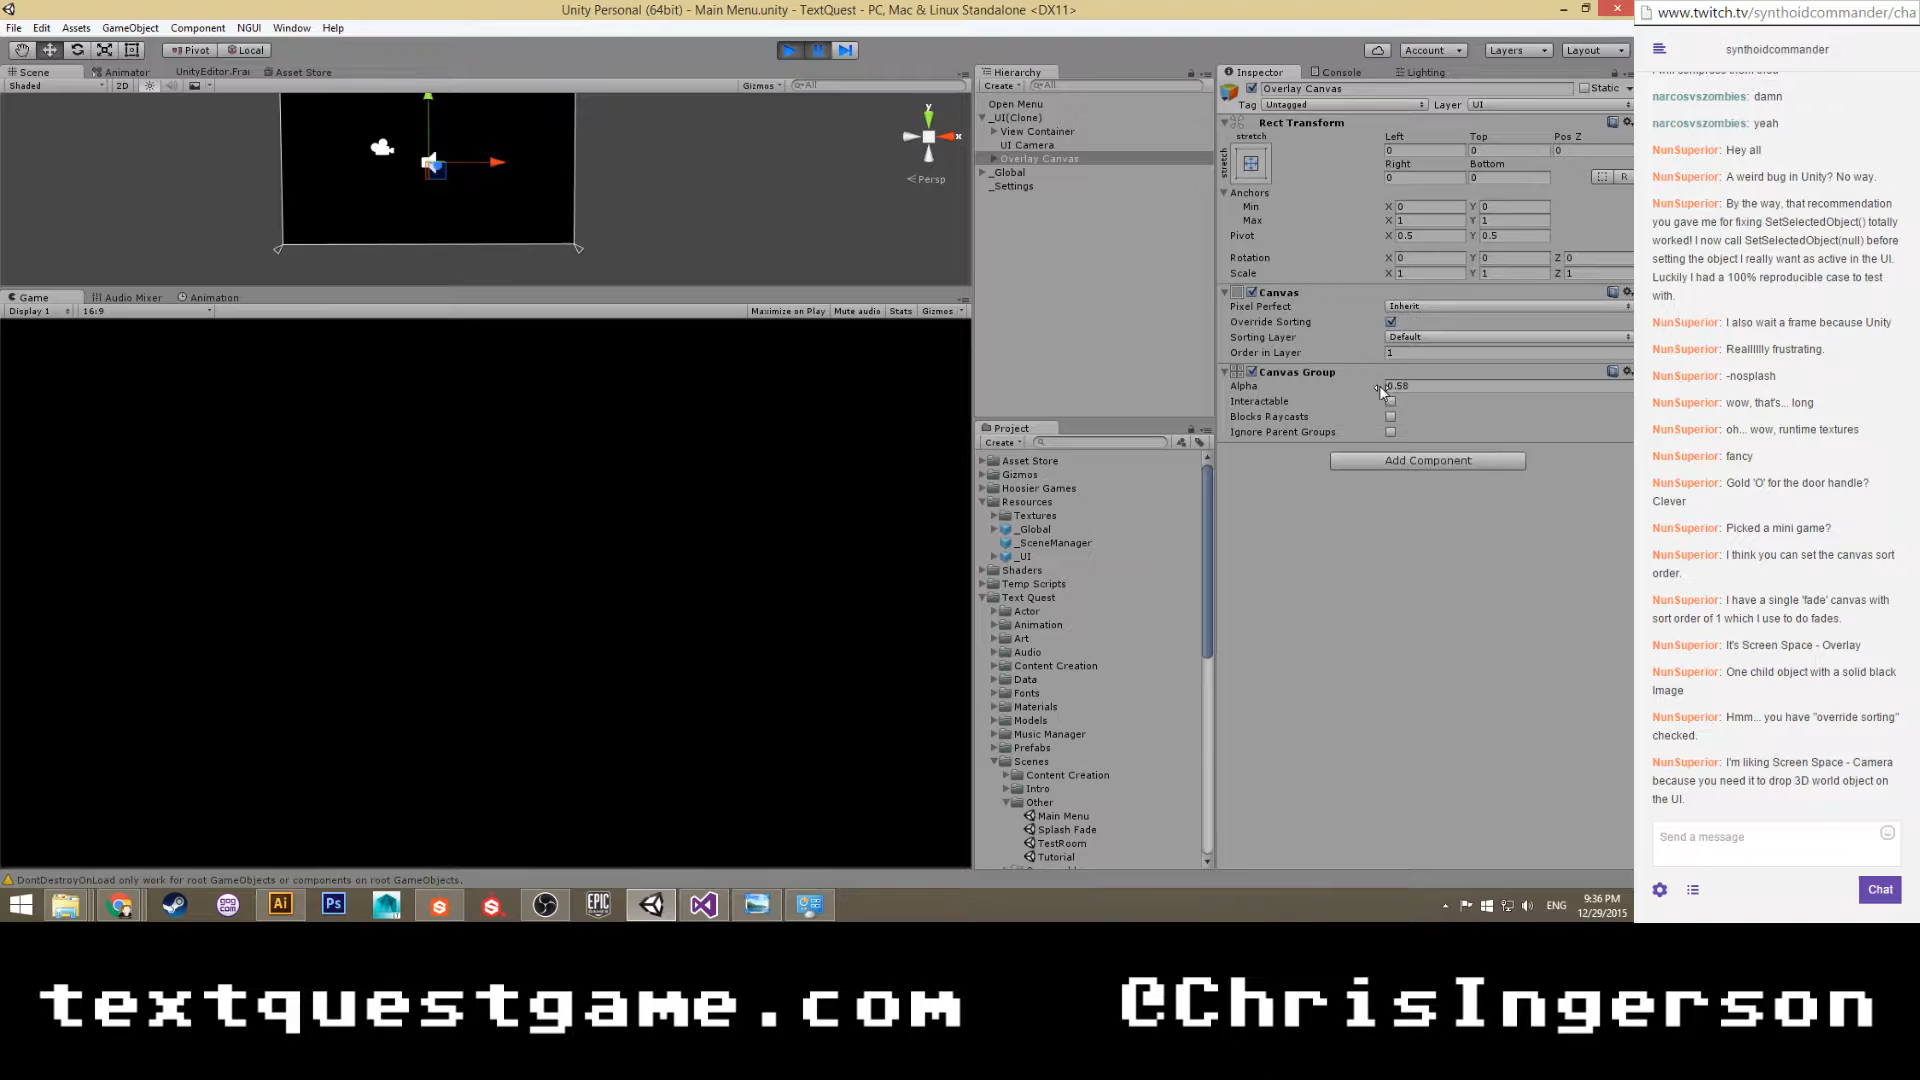 Unity Personal (64bit) - Main Menu.unity - TextQuest - PC, Mac & Linux Standalone <DX11>
File Edit Assets GameObject Component NGUI Window Help
Pivot Local
Account Layers Layout
Scene Animator UnityEditor.Fra Asset Store
Shaded 2D Gizmos All
y
x
Persp
Game Audio Mixer Animation
Display 1 16:9 Maximize on Play Mute audio Stats Gizmos
Hierarchy
Create All
Open Menu
_UI(Clone)
View Container
UI Camera
Overlay Canvas
_Global
_Settings
Project
Create
Asset Store
Gizmos
Hoosier Games
Resources
Textures
_Global
_SceneManager
_UI
Shaders
Temp Scripts
Text Quest
Actor
Animation
Art
Audio
Content Creation
Data
Fonts
Materials
Models
Music Manager
Prefabs
Scenes
Content Creation
Intro
Other
Main Menu
Splash Fade
TestRoom
Tutorial
Inspector Console Lighting
Overlay Canvas Static
Tag Untagged Layer UI
Rect Transform
stretch Left Top Pos Z
stretch 0 0 0
Right Bottom
0 0 R
Anchors
Min X 0 Y 0
Max X 1 Y 1
Pivot X 0.5 Y 0.5
Rotation X 0 Y 0 Z 0
Scale X 1 Y 1 Z 1
Canvas
Pixel Perfect Inherit
Override Sorting
Sorting Layer Default
Order in Layer 1
Canvas Group
Alpha 0.58
Interactable
Blocks Raycasts
Ignore Parent Groups
Add Component
DontDestroyOnLoad only work for root GameObjects or components on root GameObjects.
gog.com Ai Ps EPIC GAMES
ENG 9:36 PM
12/29/2015
www.twitch.tv/synthoidcommander/cha
synthoidcommander
narcosvszombies: damn
narcosvszombies: yeah
NunSuperior: Hey all
NunSuperior: A weird bug in Unity? No way.
NunSuperior: By the way, that recommendation
you gave me for fixing SetSelectedObject() totally
worked! I now call SetSelectedObject(null) before
setting the object I really want as active in the UI.
Luckily I had a 100% reproducible case to test
with.
NunSuperior: I also wait a frame because Unity
NunSuperior: Reallllllly frustrating.
NunSuperior: -nosplash
NunSuperior: wow, that's... long
NunSuperior: oh... wow, runtime textures
NunSuperior: fancy
NunSuperior: Gold 'O' for the door handle?
Clever
NunSuperior: Picked a mini game?
NunSuperior: I think you can set the canvas sort
order.
NunSuperior: I have a single 'fade' canvas with
sort order of 1 which I use to do fades.
NunSuperior: It's Screen Space - Overlay
NunSuperior: One child object with a solid black
Image
NunSuperior: Hmm... you have "override sorting"
checked.
NunSuperior: I'm liking Screen Space - Camera
because you need it to drop 3D world object on
the UI.
Send a message
Chat
textquestgame.com @ChrisIngerson